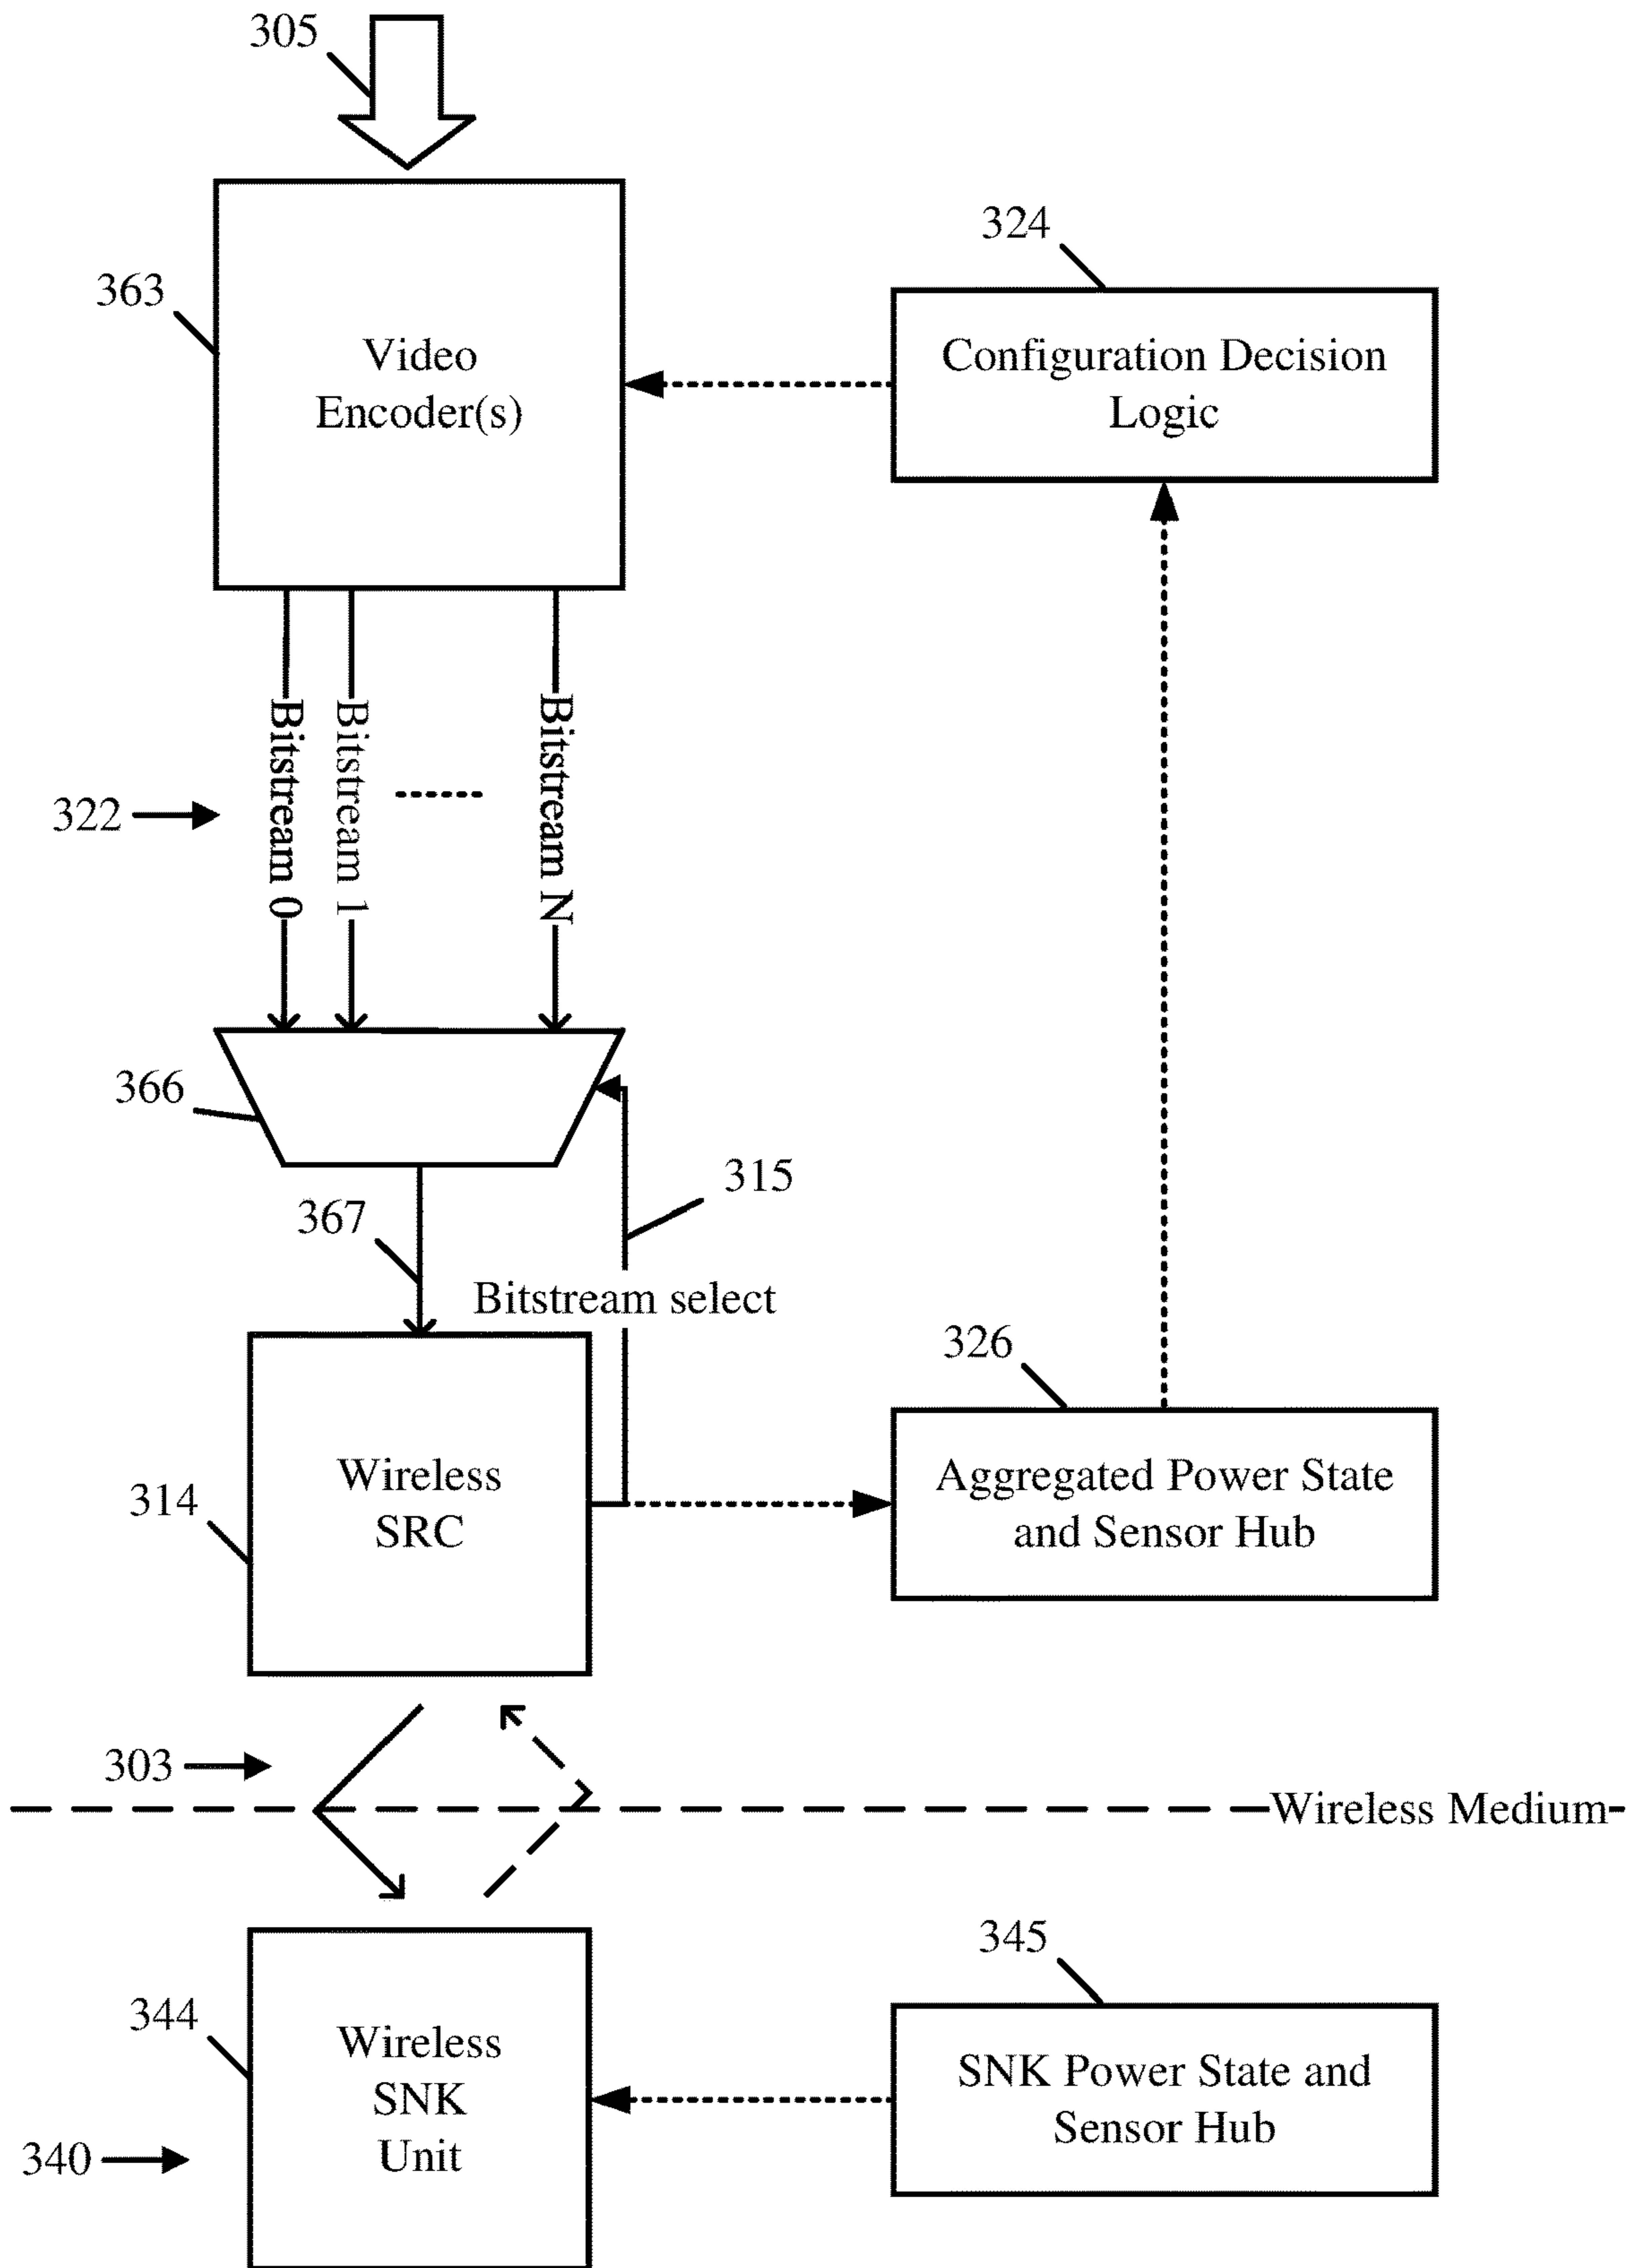 305
324
363
Video
Encoder(s)
Configuration Decision
Logic
Bitstream 0
Bitstream 1
Bitstream N
322
366
315
367
Bitstream select
326
Wireless
SRC
314
Aggregated Power State
and Sensor Hub
303
Wireless Medium
345
344
Wireless
SNK
Unit
SNK Power State and
Sensor Hub
340